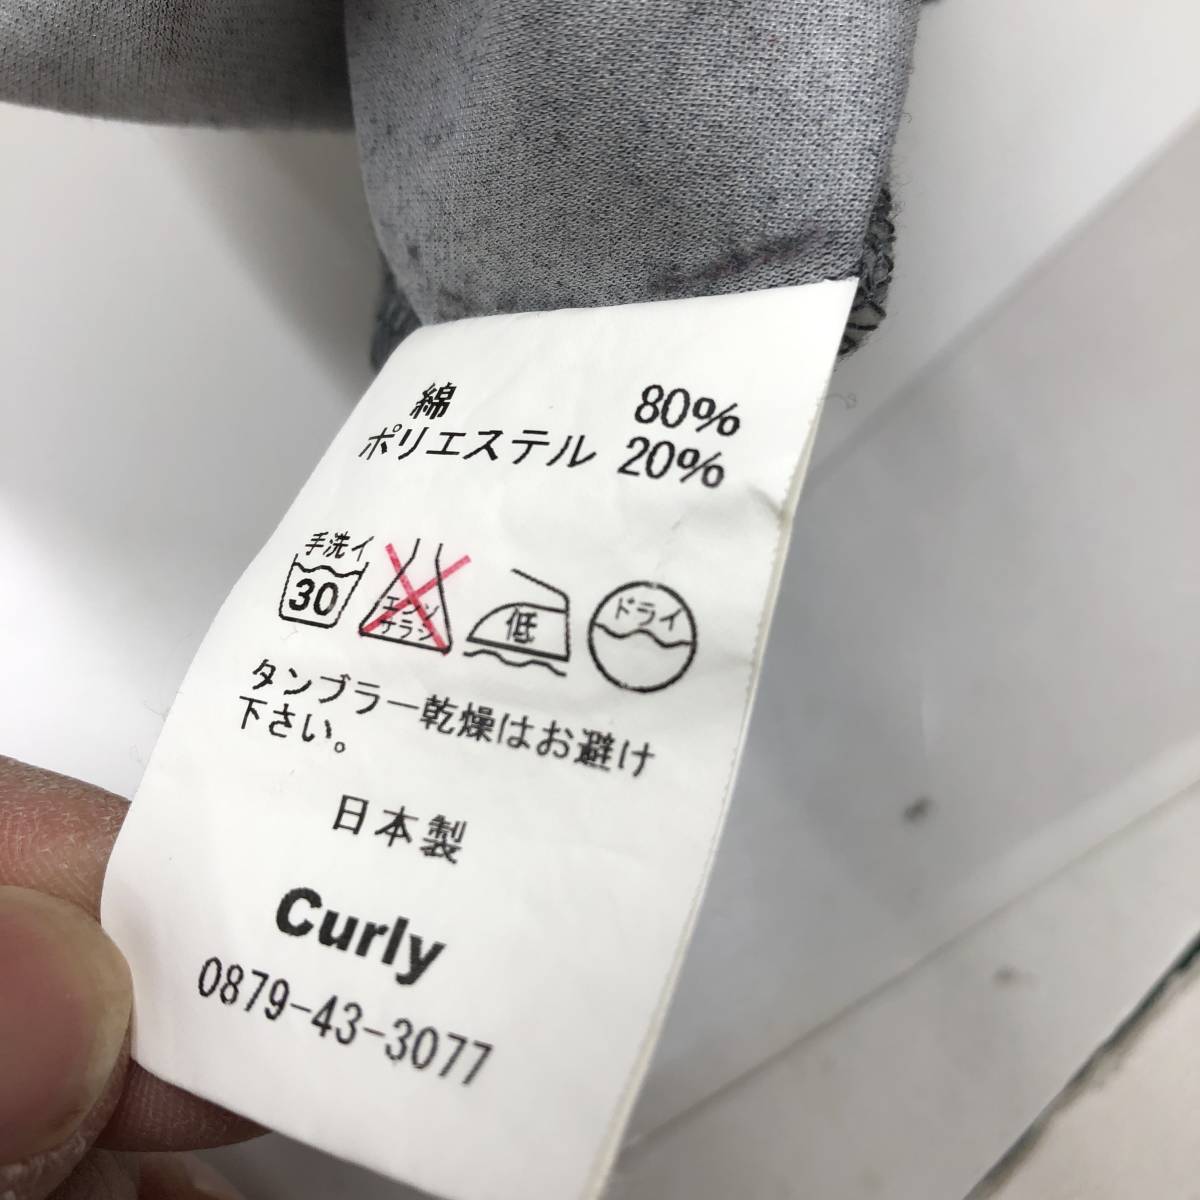 綿 80%
ポリエステル 20%
手洗イ
30
エンソ
サラシ
低
ドライ
タンブラー乾燥はお避け
下さい。
日本製
Curly
0879-43-3077